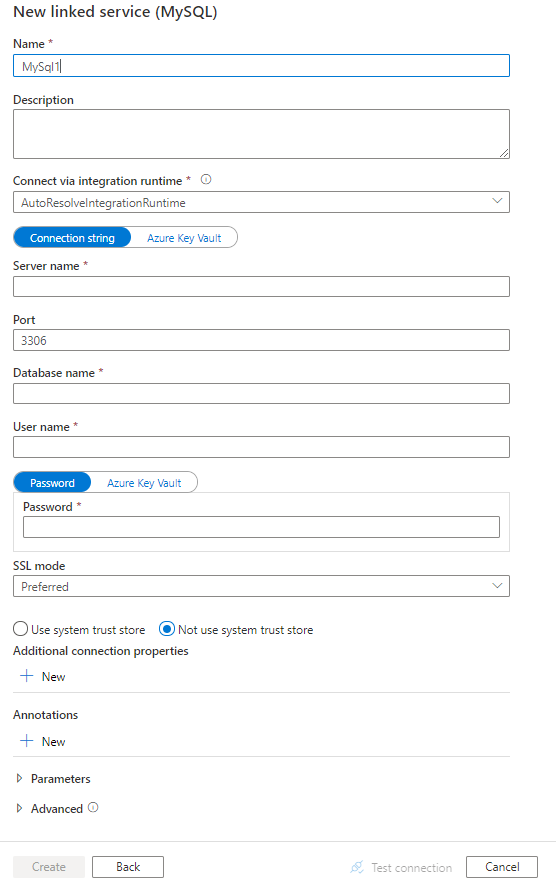 New linked service (MySQL)
Name *
MySql1
Description
Connect via integration runtime *
AutoResolveIntegrationRuntime
Connection string Azure Key Vault
Server name *
Port
3306
Database name *
User name *
Password Azure Key Vault
Password *
SSL mode
Preferred
Use system trust store Not use system trust store
Additional connection properties
New
Annotations
New
Parameters
Advanced
Create Back Test connection Cancel